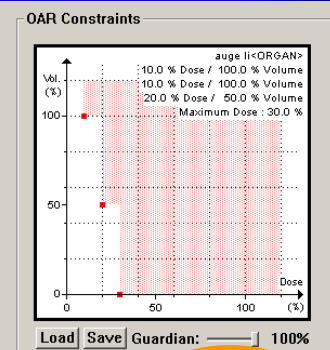 OAR Constraints
auge li<ORGAN>
Vol.
(%)
10.0 % Dose / 100.0 % Volume
10.0 % Dose / 100.0 % Volume
20.0 % Dose / 50.0 % Volume
Maximum Dose : 30.0 %
100
50
Dose
0
0 50 100 (%)
Load Save Guardian: 100%